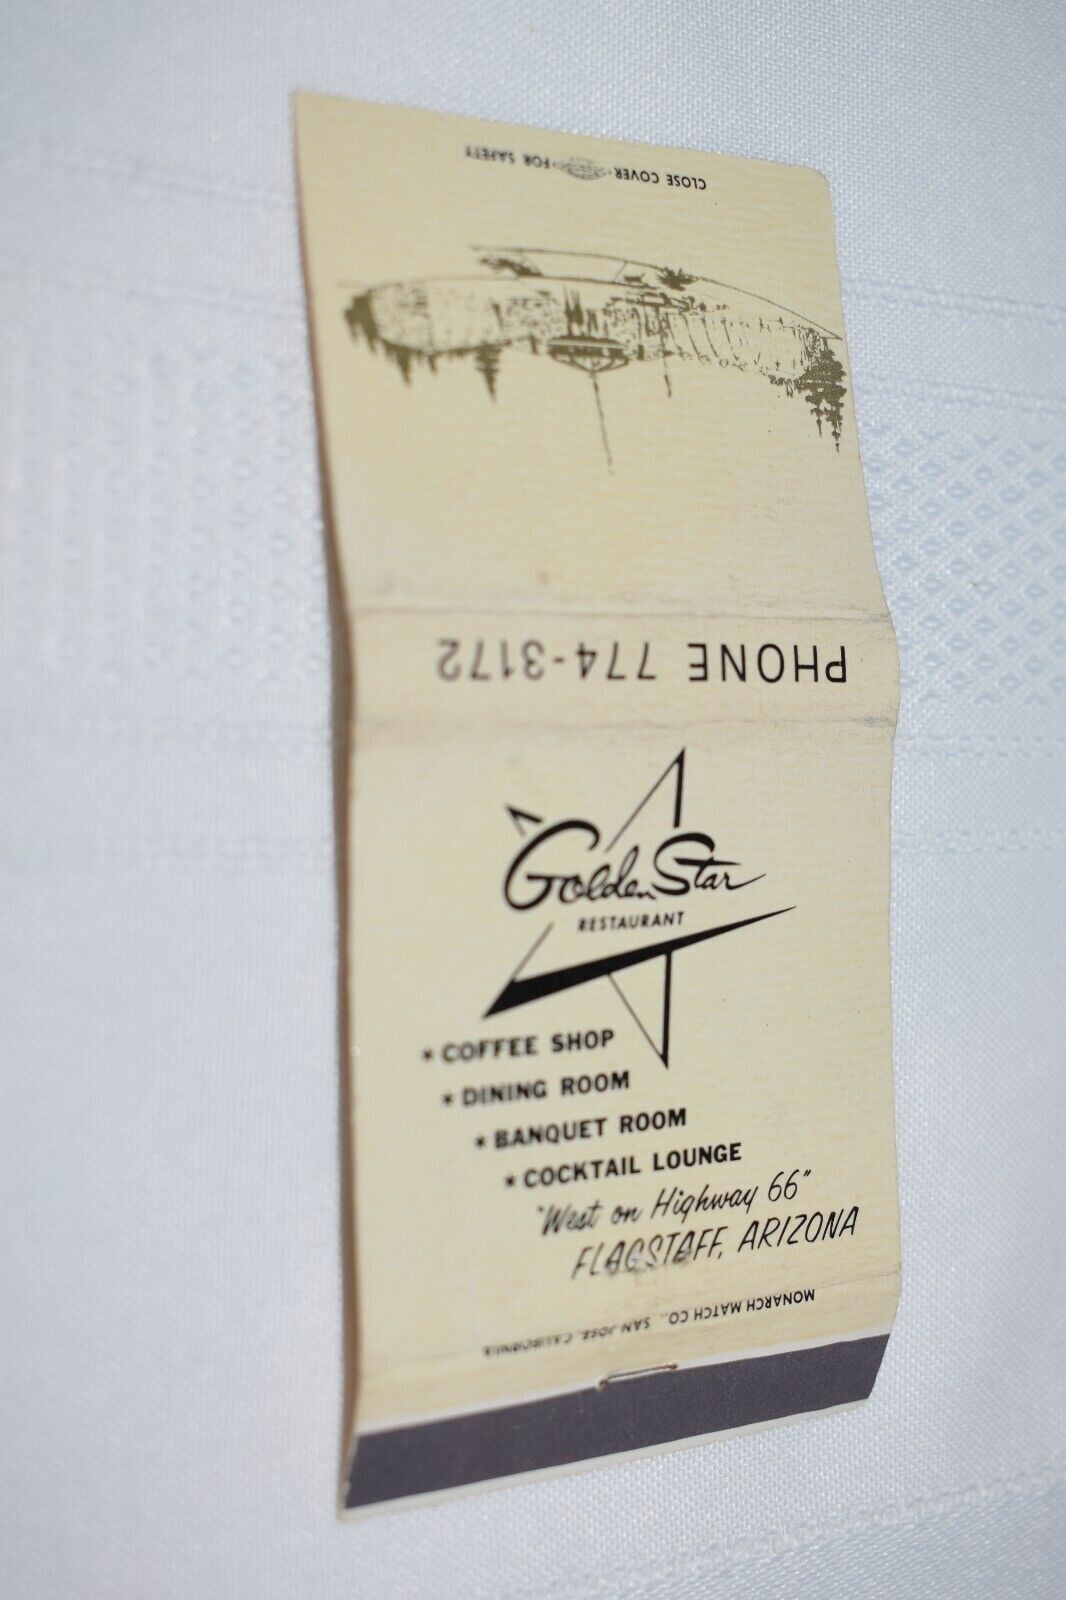 CLOSE COVER FOR SAFETY
PHONE 774-3172
Golden Star
RESTAURANT
* COFFEE SHOP
* DINING ROOM
* BANQUET ROOM
* COCKTAIL LOUNGE
"West on Highway 66"
FLAGSTAFF, ARIZONA
MONARCH MATCH CO., SAN JOSE, CALIFORNIA